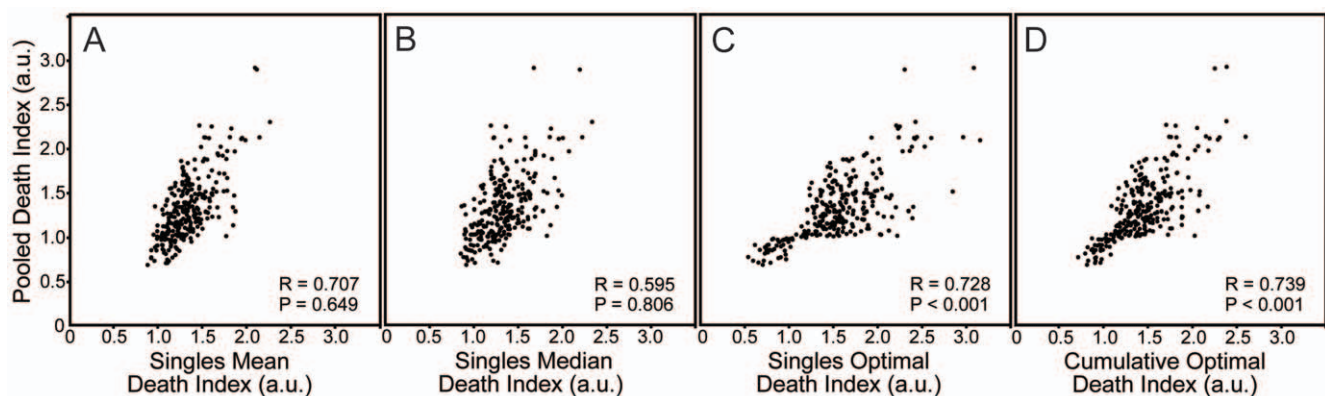 A
B
C
D
Pooled Death Index (a.u.)
3.0
2.5
2.0
1.5
1.0
0.5
0
R = 0.707
P = 0.649
R = 0.595
P = 0.806
R = 0.728
P < 0.001
R = 0.739
P < 0.001
0.5 1.0 1.5 2.0 2.5 3.0
0 0.5 1.0 1.5 2.0 2.5 3.0
0 0.5 1.0 1.5 2.0 2.5 3.0
0 0.5 1.0 1.5 2.0 2.5 3.0
Singles Mean
Death Index (a.u.)
Singles Median
Death Index (a.u.)
Singles Optimal
Death Index (a.u.)
Cumulative Optimal
Death Index (a.u.)